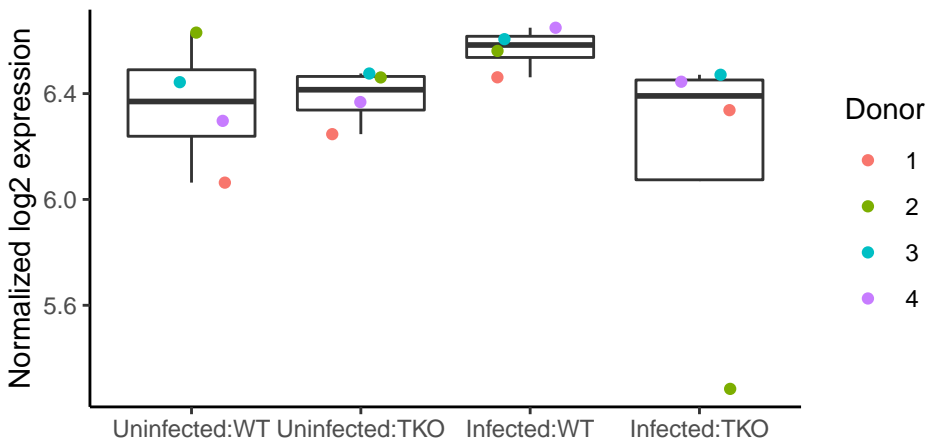 Normalized log2 expression
6.4
6.0
5.6
Uninfected:WT Uninfected:TKO Infected:WT Infected:TKO
Donor
1
2
3
4